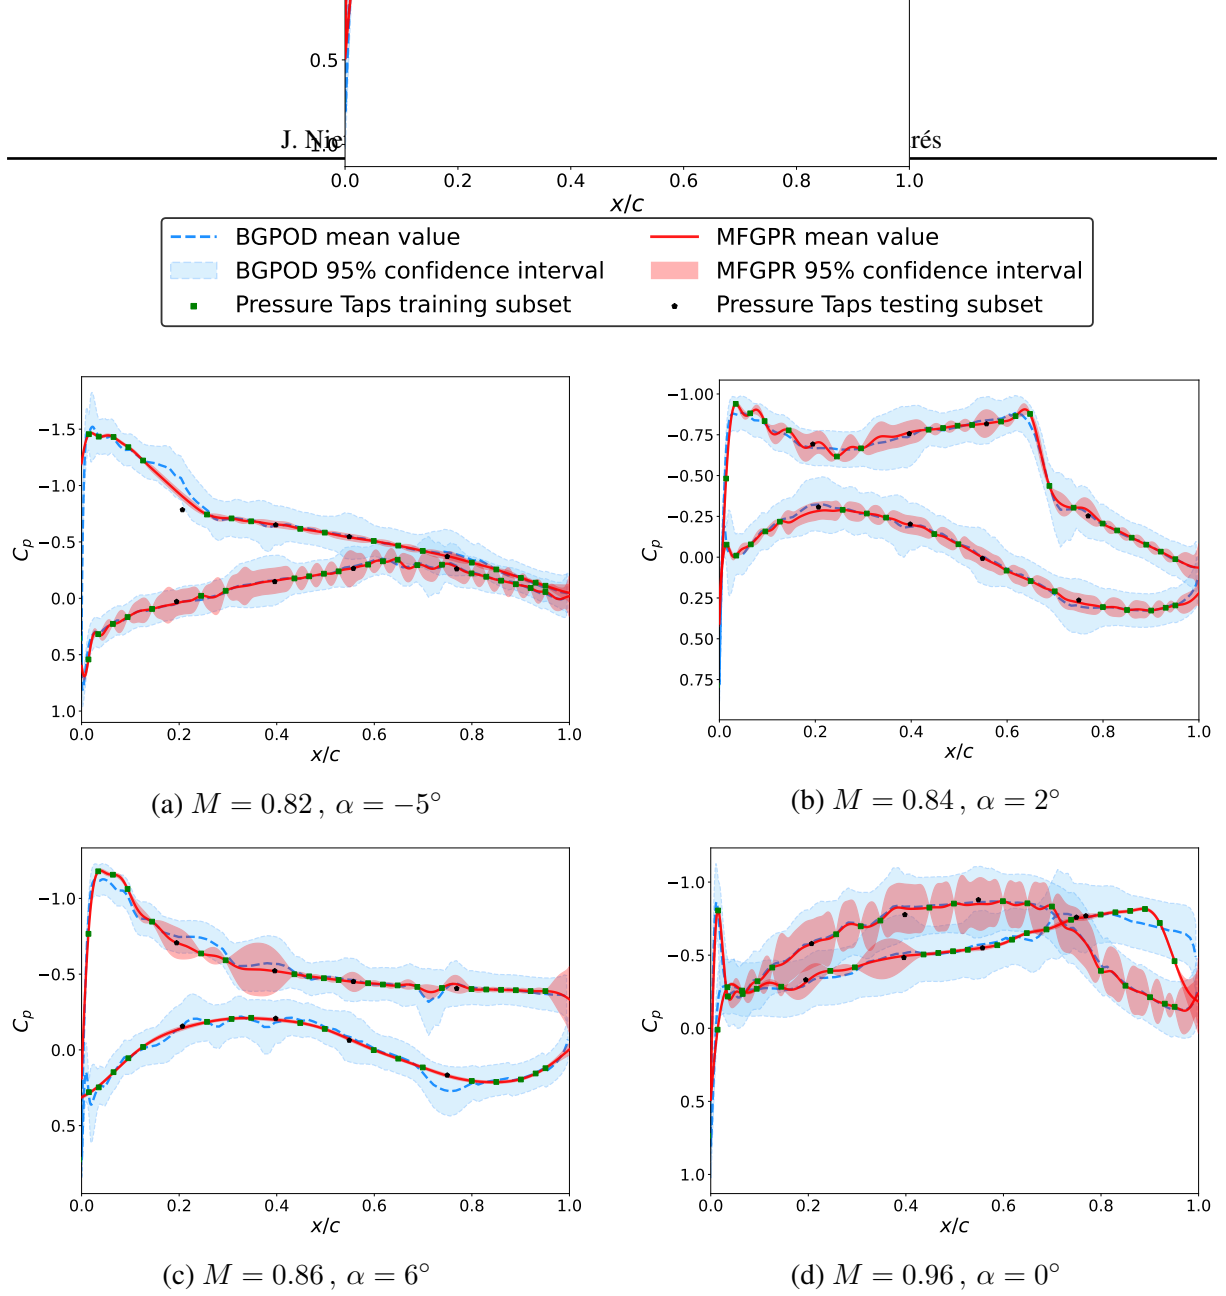 0.5
1.0
J. Nie
rés
0.0 0.2 0.4 0.6 0.8 1.0
x/c
BGPOD mean value
MFGPR mean value
BGPOD 95% confidence interval
MFGPR 95% confidence interval
Pressure Taps training subset
Pressure Taps testing subset
−1.5
−1.0
−0.5
0.0
0.5
1.0
Cₚ
0.0 0.2 0.4 0.6 0.8 1.0
x/c
(a) M = 0.82 , α = −5°
−1.00
−0.75
−0.50
−0.25
0.00
0.25
0.50
0.75
Cₚ
0.0 0.2 0.4 0.6 0.8 1.0
x/c
(b) M = 0.84 , α = 2°
−1.0
−0.5
0.0
0.5
Cₚ
0.0 0.2 0.4 0.6 0.8 1.0
x/c
(c) M = 0.86 , α = 6°
−1.0
−0.5
0.0
0.5
1.0
Cₚ
0.0 0.2 0.4 0.6 0.8 1.0
x/c
(d) M = 0.96 , α = 0°